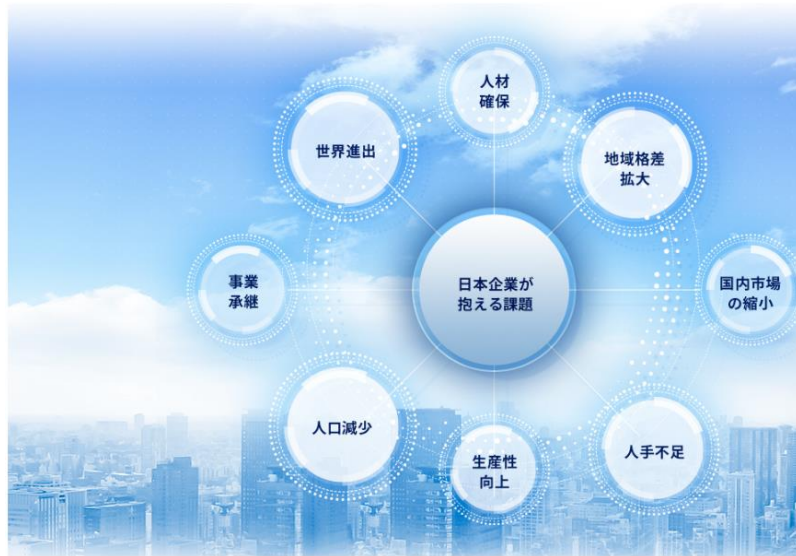 人材
確保
世界進出
地域格差
拡大
事業
承継
日本企業が
抱える課題
国内市場
の縮小
人口減少
生産性
向上
人手不足